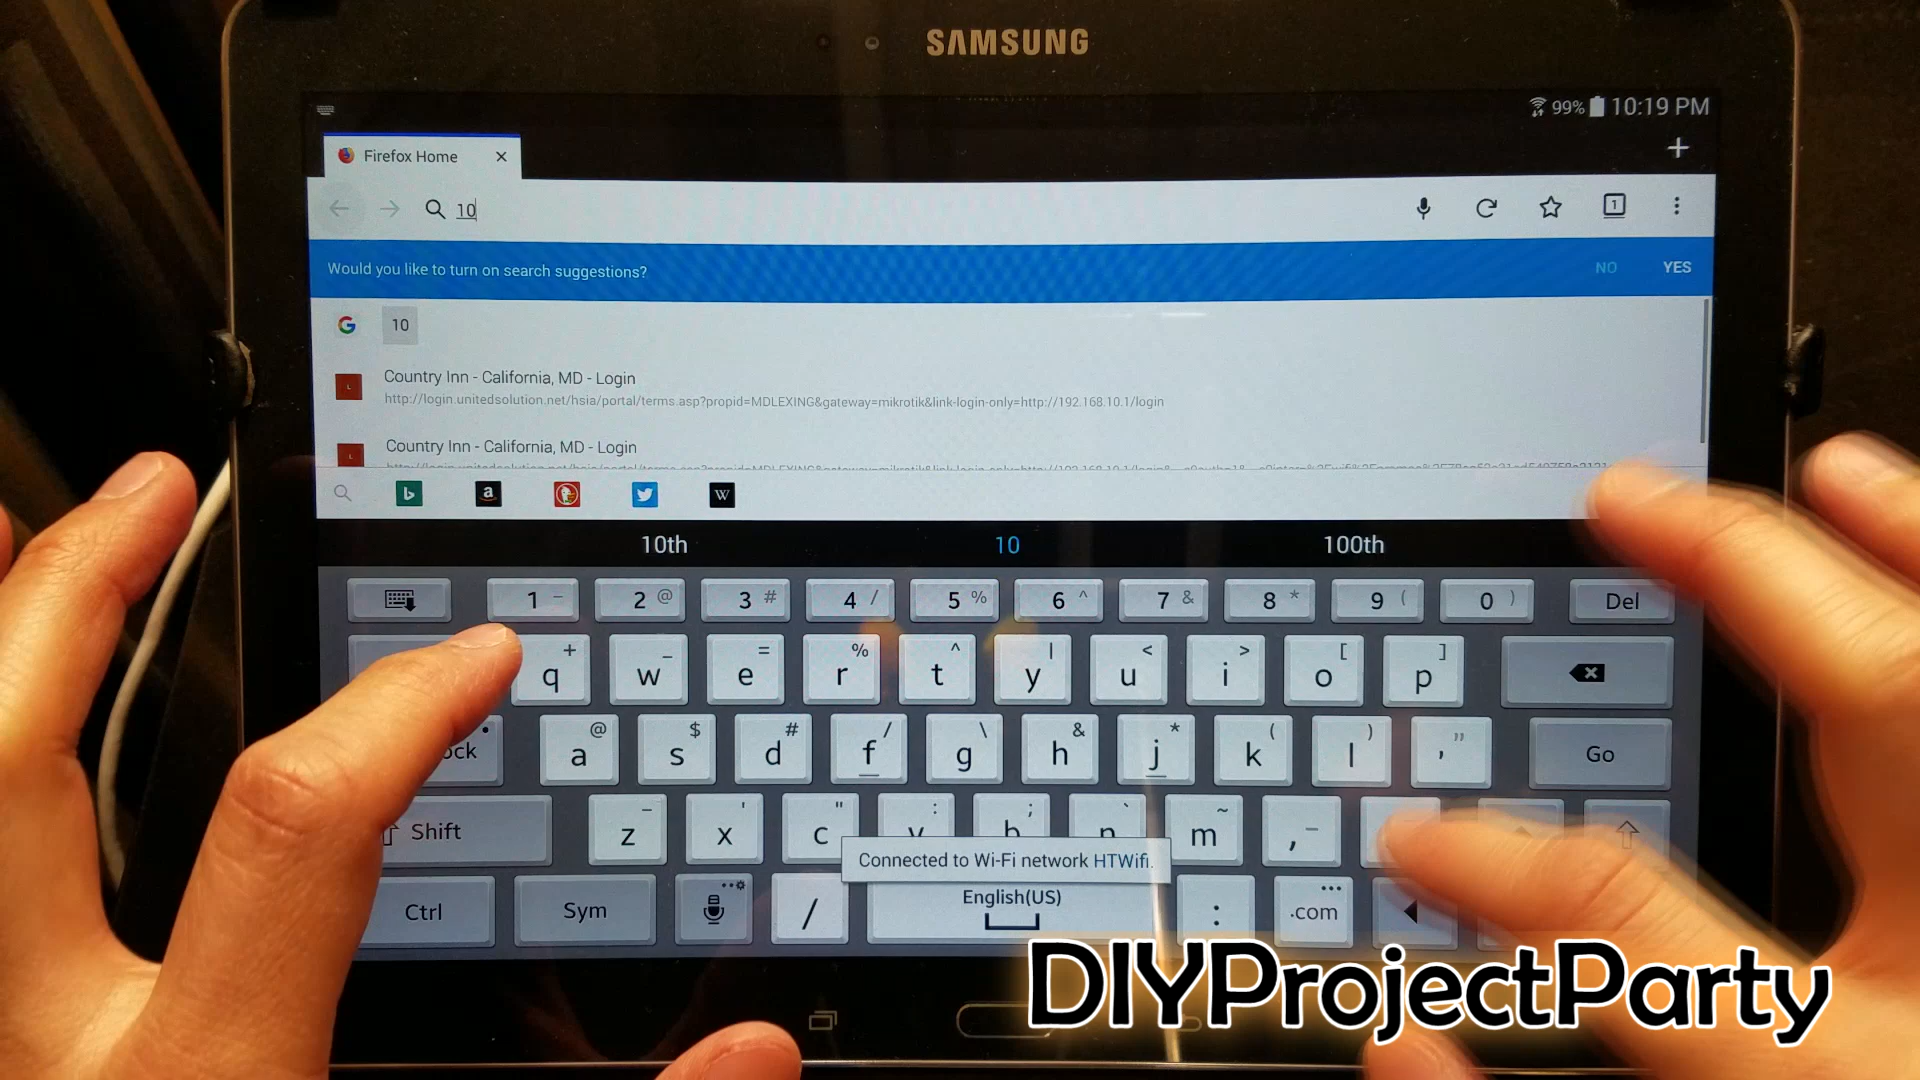 SAMSUNG
99% 10:19 PM
Firefox Home
10
1
Would you like to turn on search suggestions?
NO YES
10
Country Inn - California, MD - Login
http://login.unitedsolution.net/hsia/portal/terms.asp?propid=MDLEXING&gateway=mikrotik&link-login-only=http://192.168.10.1/login
Country Inn - California, MD - Login
10th 10 100th
1 - 2 @ 3 # 4 / 5 % 6 ^ 7 & 8 * 9 ( 0 ) Del
q + w _ e = r % t ^ y | u < i > o [ p ]
a @ s $ d # f / g \ h & j * k ( l ) ' " Go
Shift z x c v b n m ,
Connected to Wi-Fi network HTWifi.
Ctrl Sym / English(US) : .com
DIYProjectParty